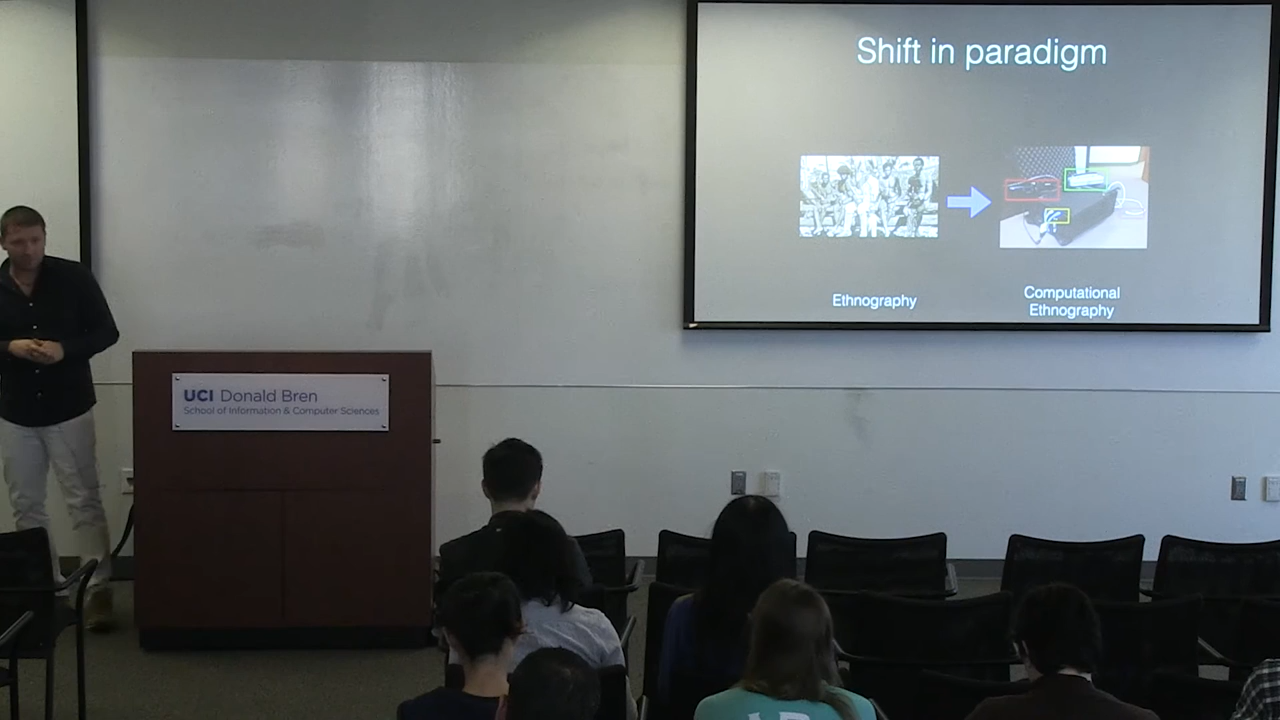 Shift in paradigm
Ethnography
Computational
Ethnography
UCI Donald Bren
School of Information & Computer Sciences